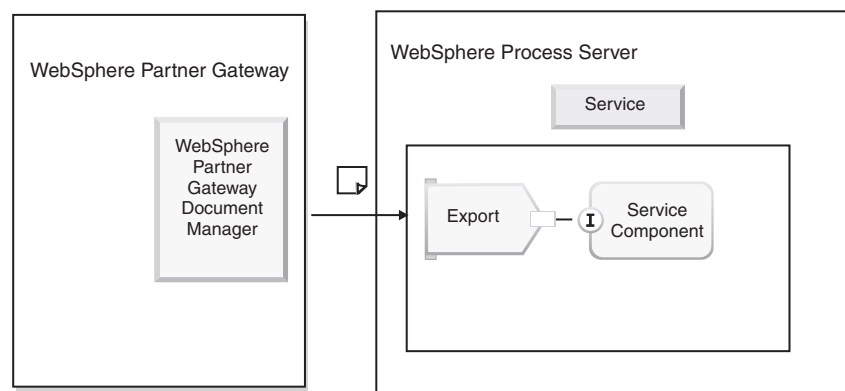 WebSphere Partner Gateway
WebSphere
Partner
Gateway
Document
Manager
WebSphere Process Server
Service
Export
I
Service
Component